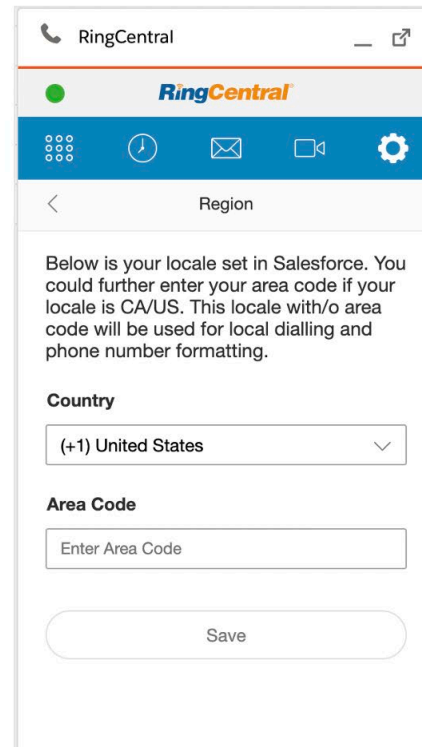 RingCentral
RingCentral
Region
Below is your locale set in Salesforce. You
could further enter your area code if your
locale is CA/US. This locale with/o area
code will be used for local dialling and
phone number formatting.
Country
(+1) United States
Area Code
Enter Area Code
Save